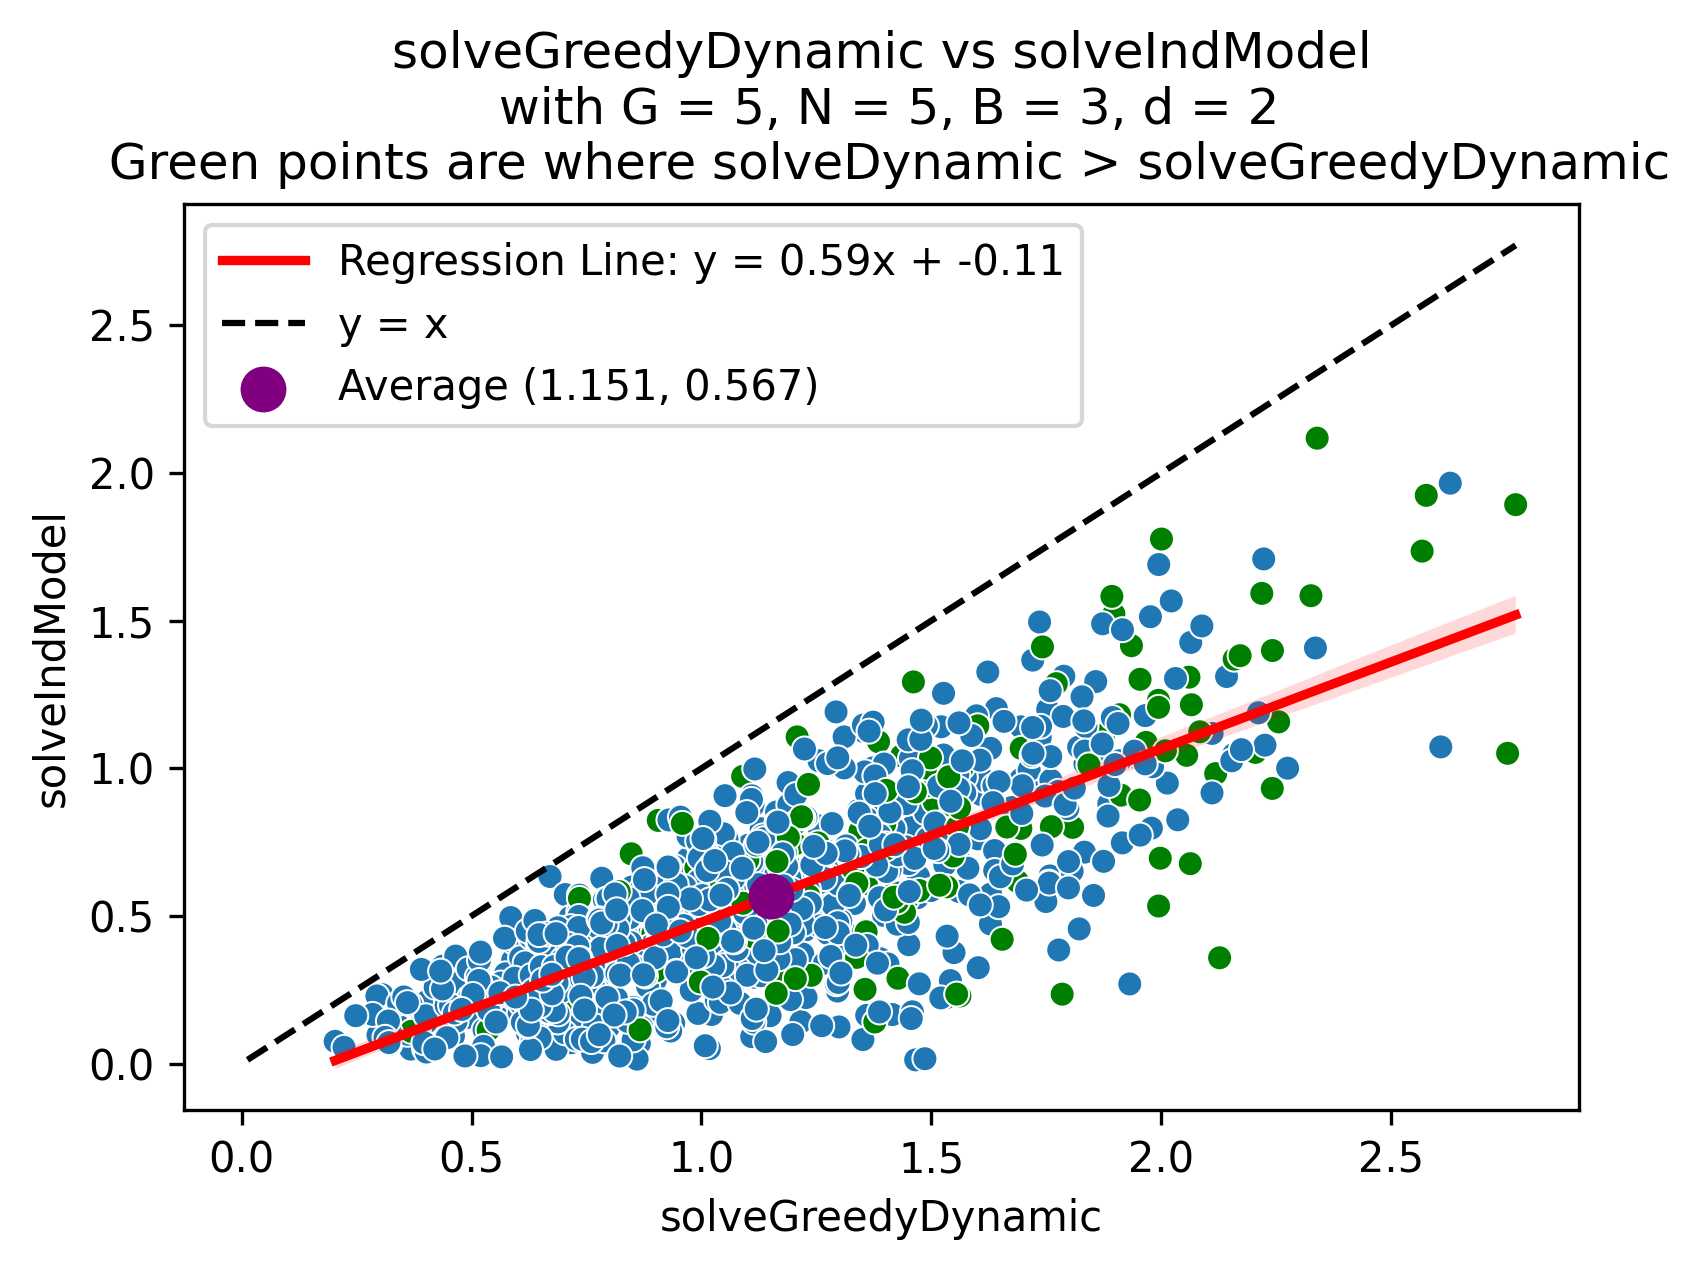 solveGreedyDynamic vs solveIndModel
with G = 5, N = 5, B = 3, d = 2
Green points are where solveDynamic > solveGreedyDynamic
Regression Line: y = 0.59x + -0.11
y = x
Average (1.151, 0.567)
solveIndModel
2.5
2.0
1.5
1.0
0.5
0.0
0.0 0.5 1.0 1.5 2.0 2.5
solveGreedyDynamic